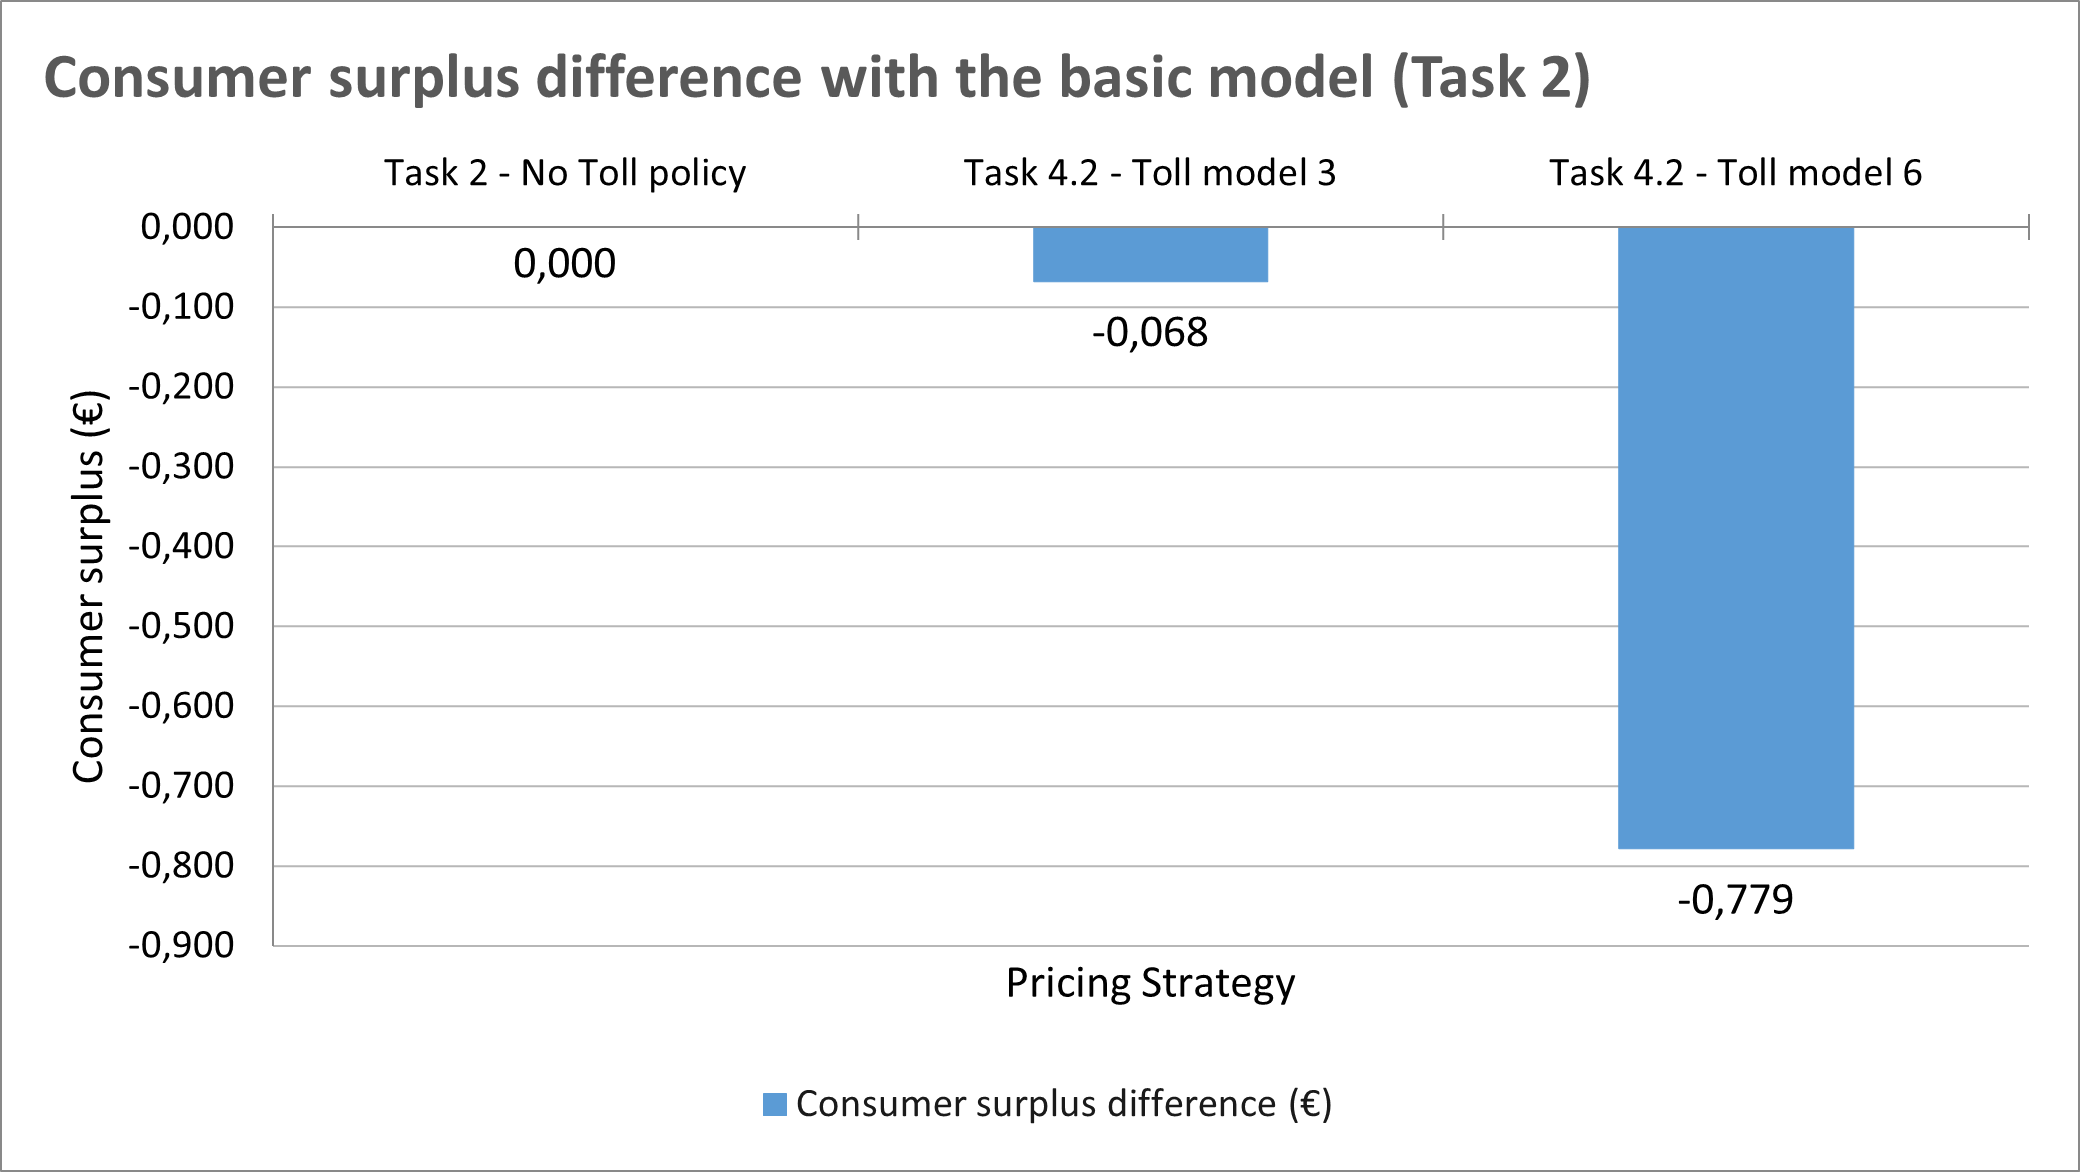 Consumer surplus difference with the basic model (Task 2)
Task 2 - No Toll policy
Task 4.2 - Toll model 3
Task 4.2 - Toll model 6
0,000
-0,100
-0,200
-0,300
-0,400
-0,500
-0,600
-0,700
-0,800
-0,900
Consumer surplus (€)
0,000
-0,068
-0,779
Pricing Strategy
Consumer surplus difference (€)